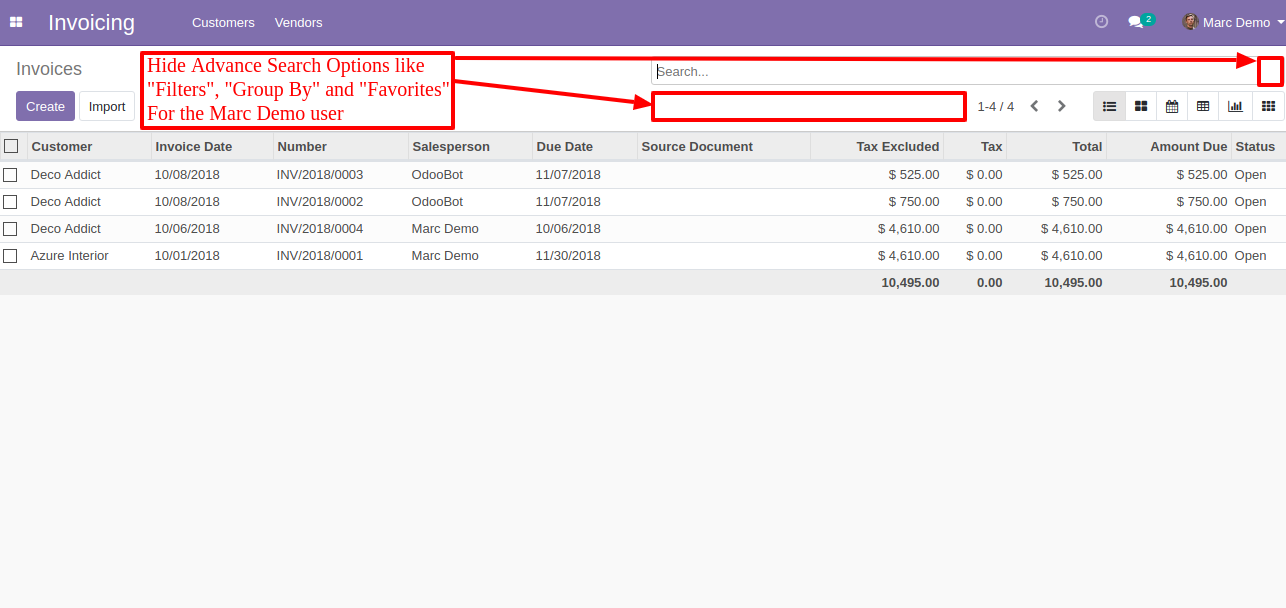 Invoicing Customers Vendors 2 Marc Demo
Invoices
Hide Advance Search Options like
"Filters", "Group By" and "Favorites"
For the Marc Demo user
Search...
Create Import 1-4 / 4
Customer Invoice Date Number Salesperson Due Date Source Document Tax Excluded Tax Total Amount Due Status
Deco Addict 10/08/2018 INV/2018/0003 OdooBot 11/07/2018 $ 525.00 $ 0.00 $ 525.00 $ 525.00 Open
Deco Addict 10/08/2018 INV/2018/0002 OdooBot 11/07/2018 $ 750.00 $ 0.00 $ 750.00 $ 750.00 Open
Deco Addict 10/06/2018 INV/2018/0004 Marc Demo 10/06/2018 $ 4,610.00 $ 0.00 $ 4,610.00 $ 4,610.00 Open
Azure Interior 10/01/2018 INV/2018/0001 Marc Demo 11/30/2018 $ 4,610.00 $ 0.00 $ 4,610.00 $ 4,610.00 Open
10,495.00 0.00 10,495.00 10,495.00